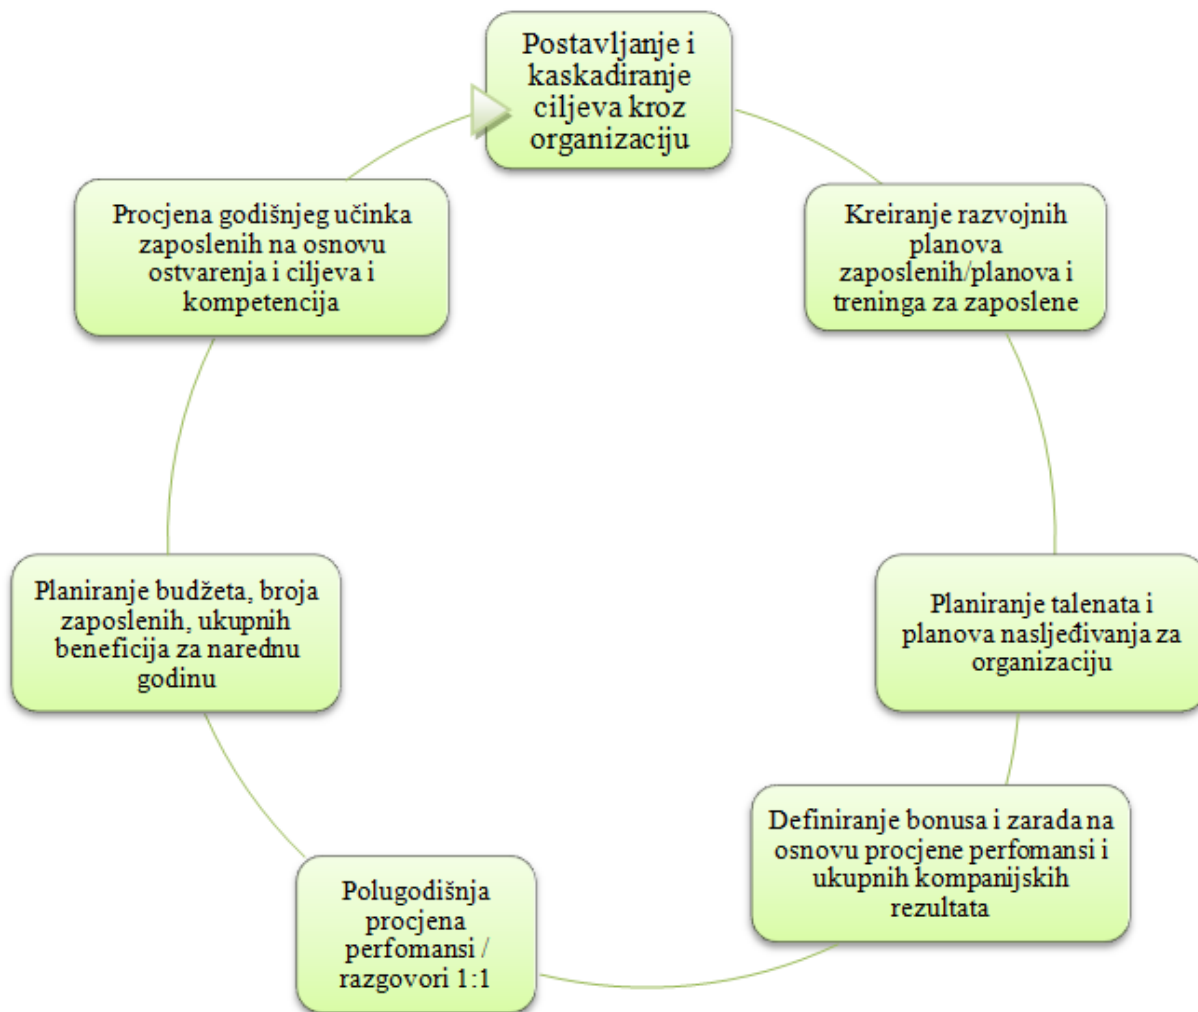 Postavljanje i
kaskadiranje
ciljeva kroz
organizaciju
Kreiranje razvojnih
planova
zaposlenih/planova i
treninga za zaposlene
Planiranje talenata i
planova nasljeđivanja za
organizaciju
Definiranje bonusa i zarada na
osnovu procjene perfomansi i
ukupnih kompanijskih
rezultata
Polugodišnja
procjena
perfomansi /
razgovori 1:1
Planiranje budžeta, broja
zaposlenih, ukupnih
beneficija za narednu
godinu
Procjena godišnjeg učinka
zaposlenih na osnovu
ostvarenja i ciljeva i
kompetencija